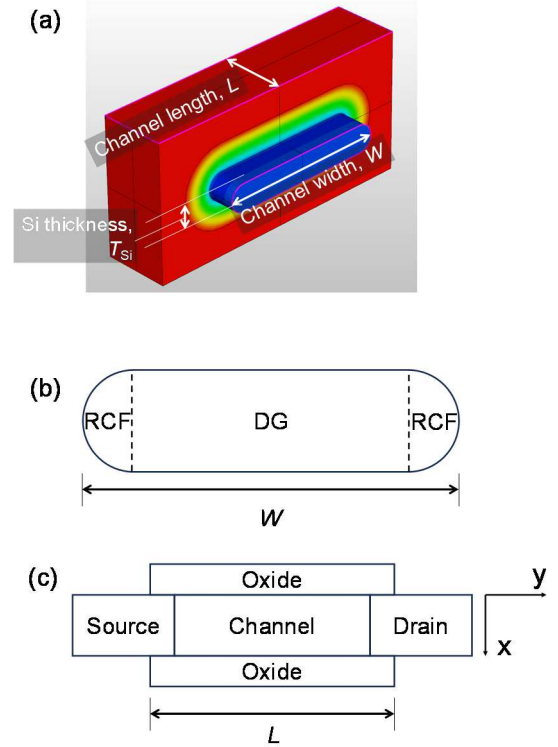 (a)
Channel length, L
Channel width, W
Si thickness,
TSi
(b)
RCF
DG
RCF
W
(c)
Oxide
y
Source
Channel
Drain
x
Oxide
L